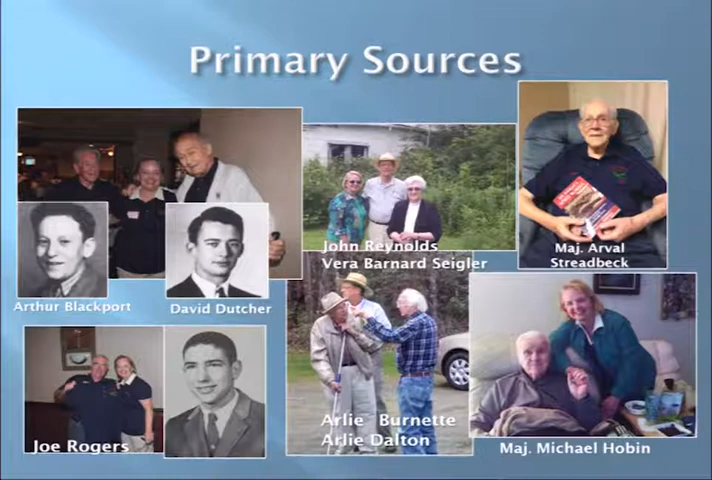 Primary Sources
John Reynolds
Vera Barnard Seigler
Maj. Arval
Streadbeck
Arthur Blackport
David Dutcher
Joe Rogers
Arlie Burnette
Arlie Dalton
Maj. Michael Hobin